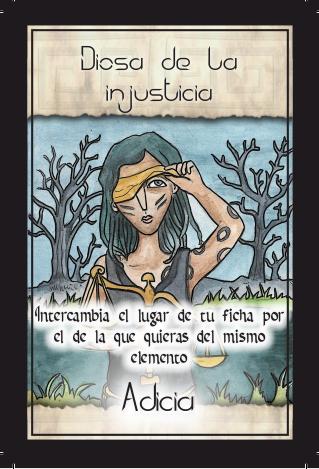 Diosa de la
injusticia
Intercambia el lugar de tu ficha por
el de la que quieras del mismo
elemento
Adicia